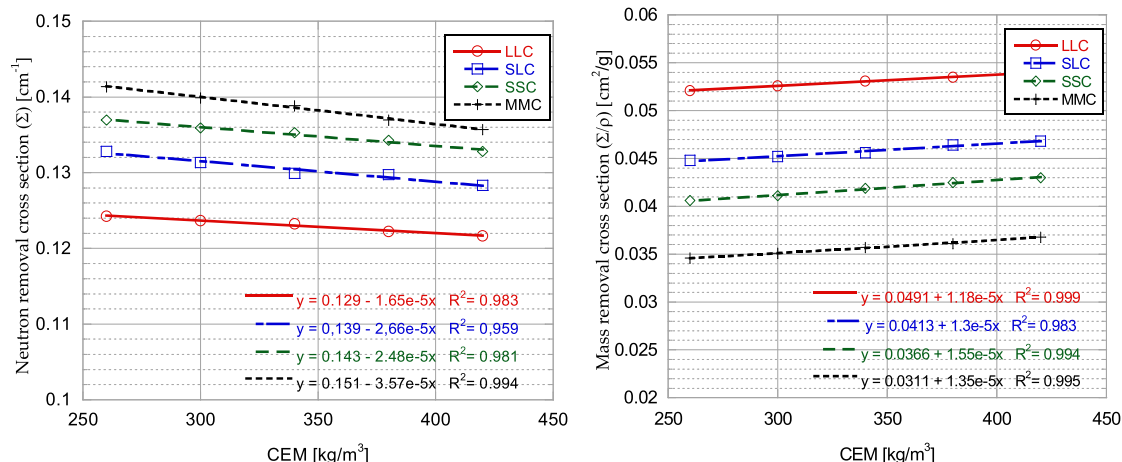 Neutron removal cross section (Σ) [cm-1]
0.15
0.14
0.13
0.12
0.11
0.1
LLC
SLC
SSC
MMC
y = 0.129 - 1.65e-5x R2= 0.983
y = 0,139 - 2,66e-5x R2= 0,959
y = 0.143 - 2.48e-5x R2= 0.981
y = 0.151 - 3.57e-5x R2= 0.994
250 300 350 400 450
CEM [kg/m3]
Mass removal cross section (Σ/ρ) [cm2/g]
0.06
0.055
0.05
0.045
0.04
0.035
0.03
0.025
0.02
LLC
SLC
SSC
MMC
y = 0.0491 + 1.18e-5x R2= 0.999
y = 0.0413 + 1.3e-5x R2= 0.983
y = 0.0366 + 1.55e-5x R2= 0.994
y = 0.0311 + 1.35e-5x R2= 0.995
250 300 350 400 450
CEM [kg/m3]